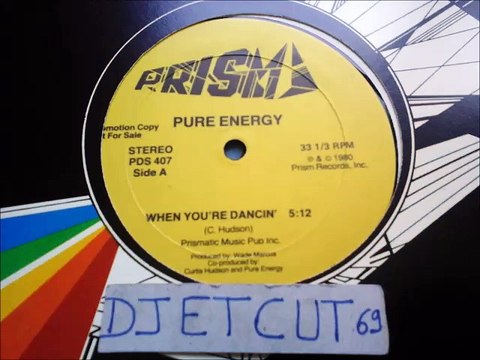 PRISM
omotion Copy
t For Sale
PURE ENERGY
STEREO
PDS 407
Side A
33 1/3 RPM
℗ & © 1980
Prism Records, Inc.
WHEN YOU'RE DANCIN' 5:12
(C. Hudson)
Prismatic Music Pub Inc.
Produced by: Wade Marcus
Co-produced by:
Curtis Hudson and Pure Energy
DJETCUT.69